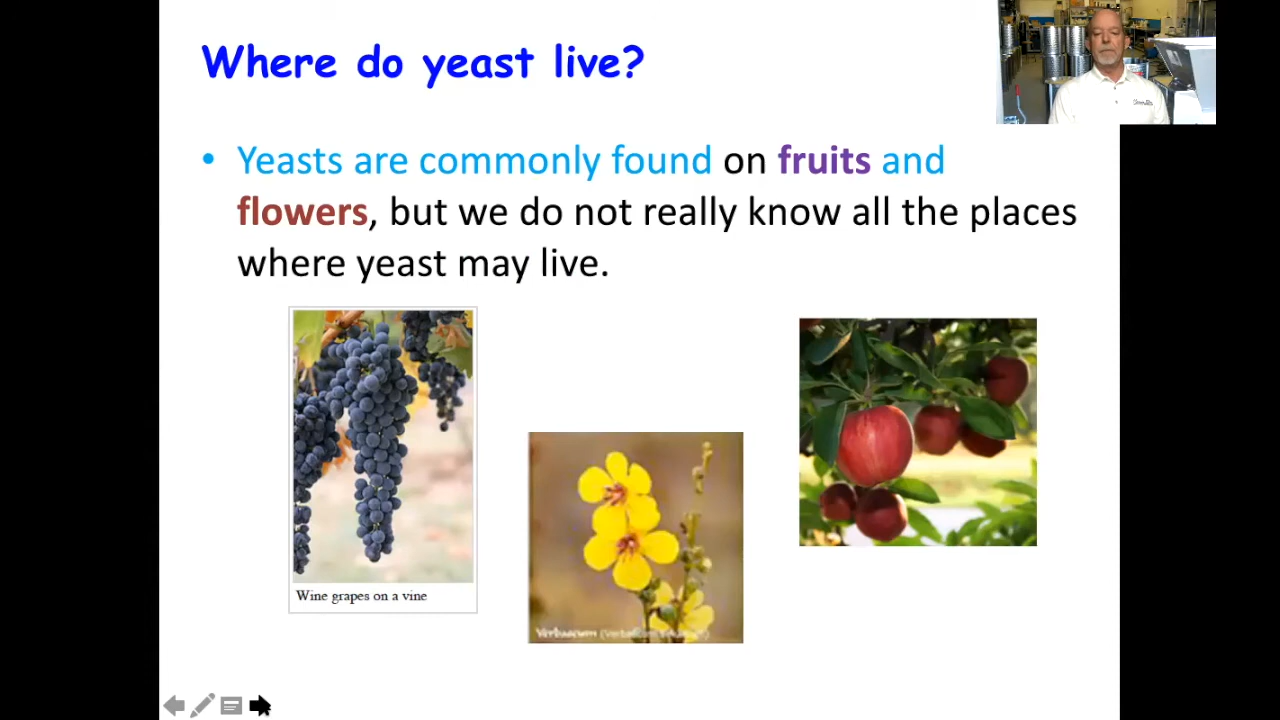 Where do yeast live?
• Yeasts are commonly found on fruits and
flowers, but we do not really know all the places
where yeast may live.
Wine grapes on a vine
Verbascum